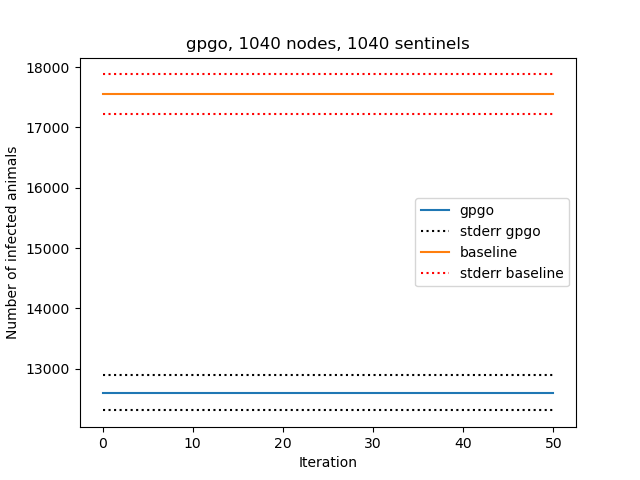 gpgo, 1040 nodes, 1040 sentinels
18000
17000
16000
15000
14000
13000
Number of infected animals
gpgo
stderr gpgo
baseline
stderr baseline
0 10 20 30 40 50
Iteration